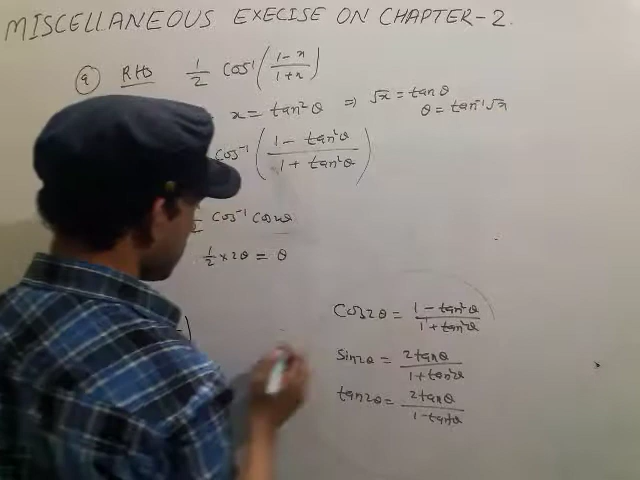 MISCELLANEOUS EXECISE ON CHAPTER-2.
9 RHS 1/2 cos⁻¹((1-x)/(1+x))
x = tan²θ ⇒ √x = tanθ
θ = tan⁻¹√x
cos⁻¹((1 - tan²θ)/(1 + tan²θ))
cos⁻¹ cos2θ
1/2 × 2θ = θ
Cos2θ = (1 - tan²θ)/(1 + tan²θ)
Sin2θ = 2tanθ/(1 + tan²θ)
tan2θ = 2tanθ/(1 - tan²θ)